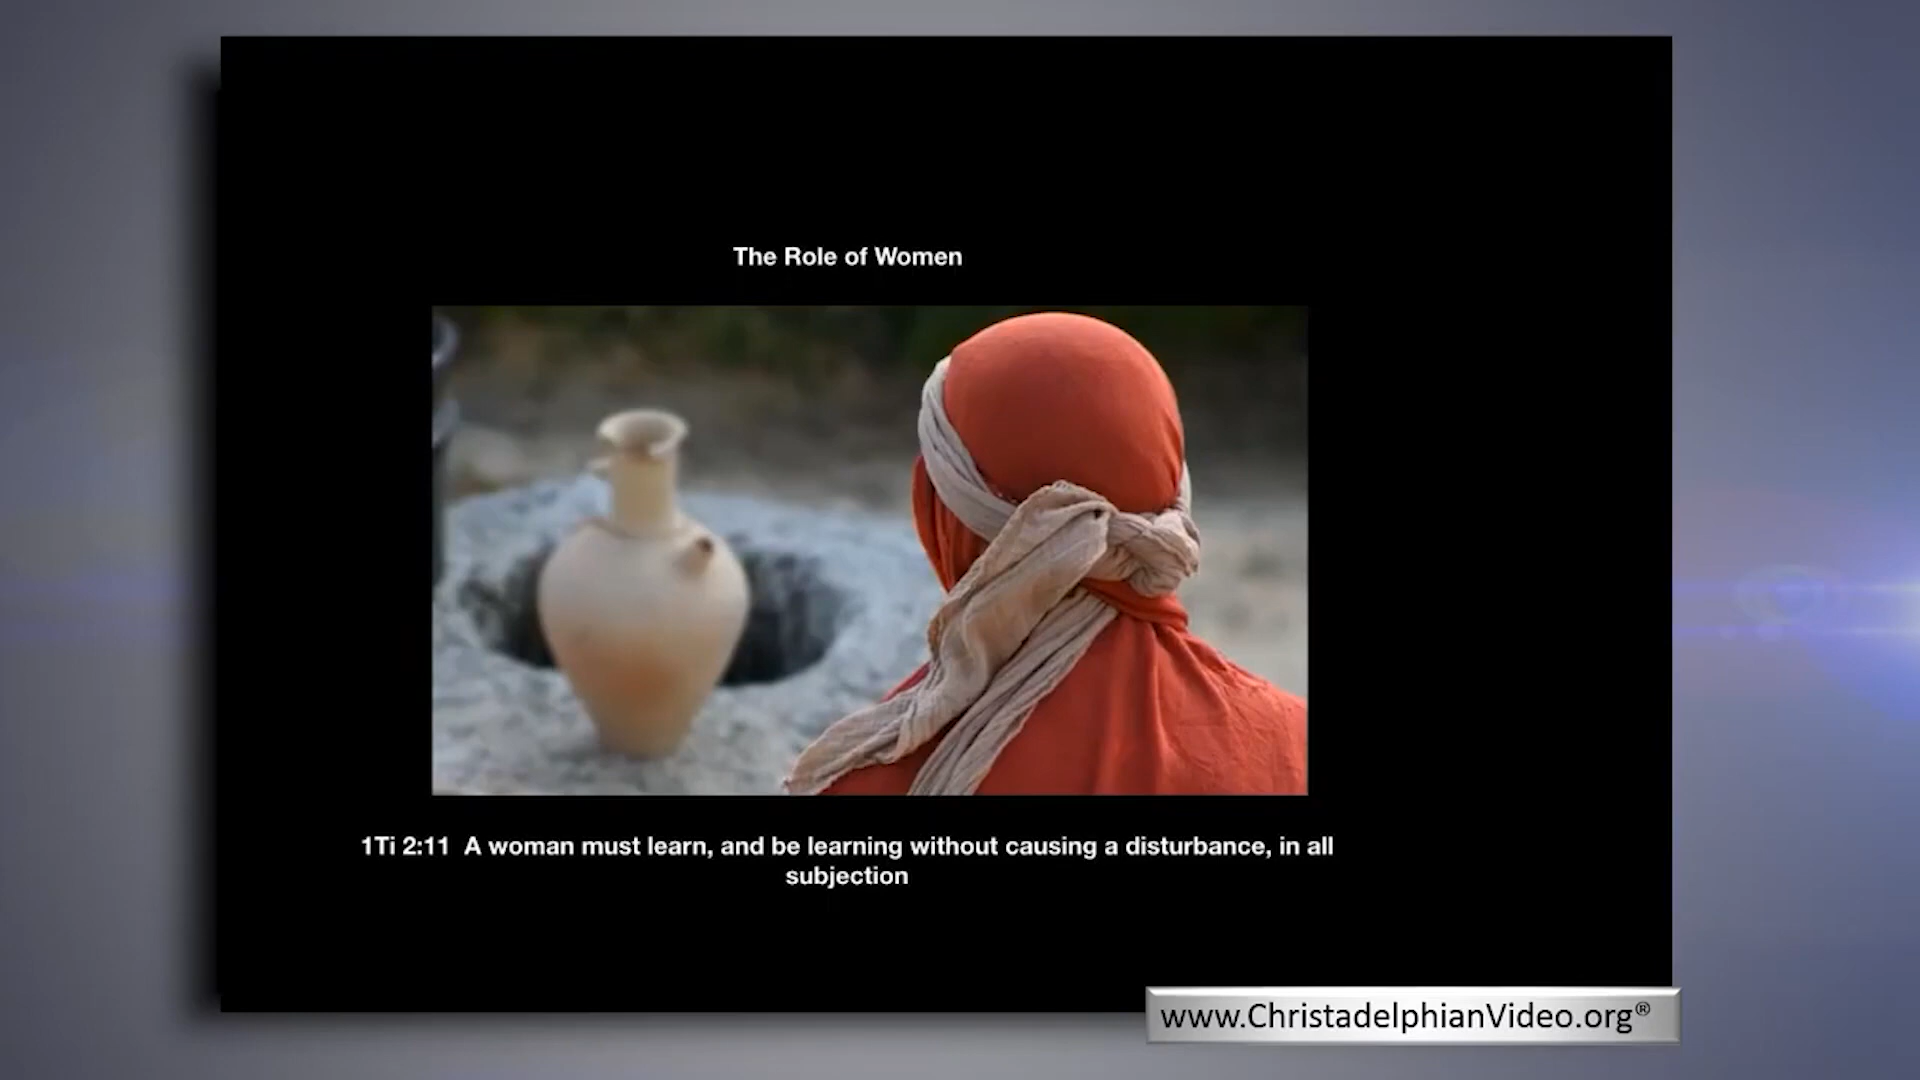 The Role of Women
1Ti 2:11  A woman must learn, and be learning without causing a disturbance, in all
subjection
www.ChristadelphianVideo.org®